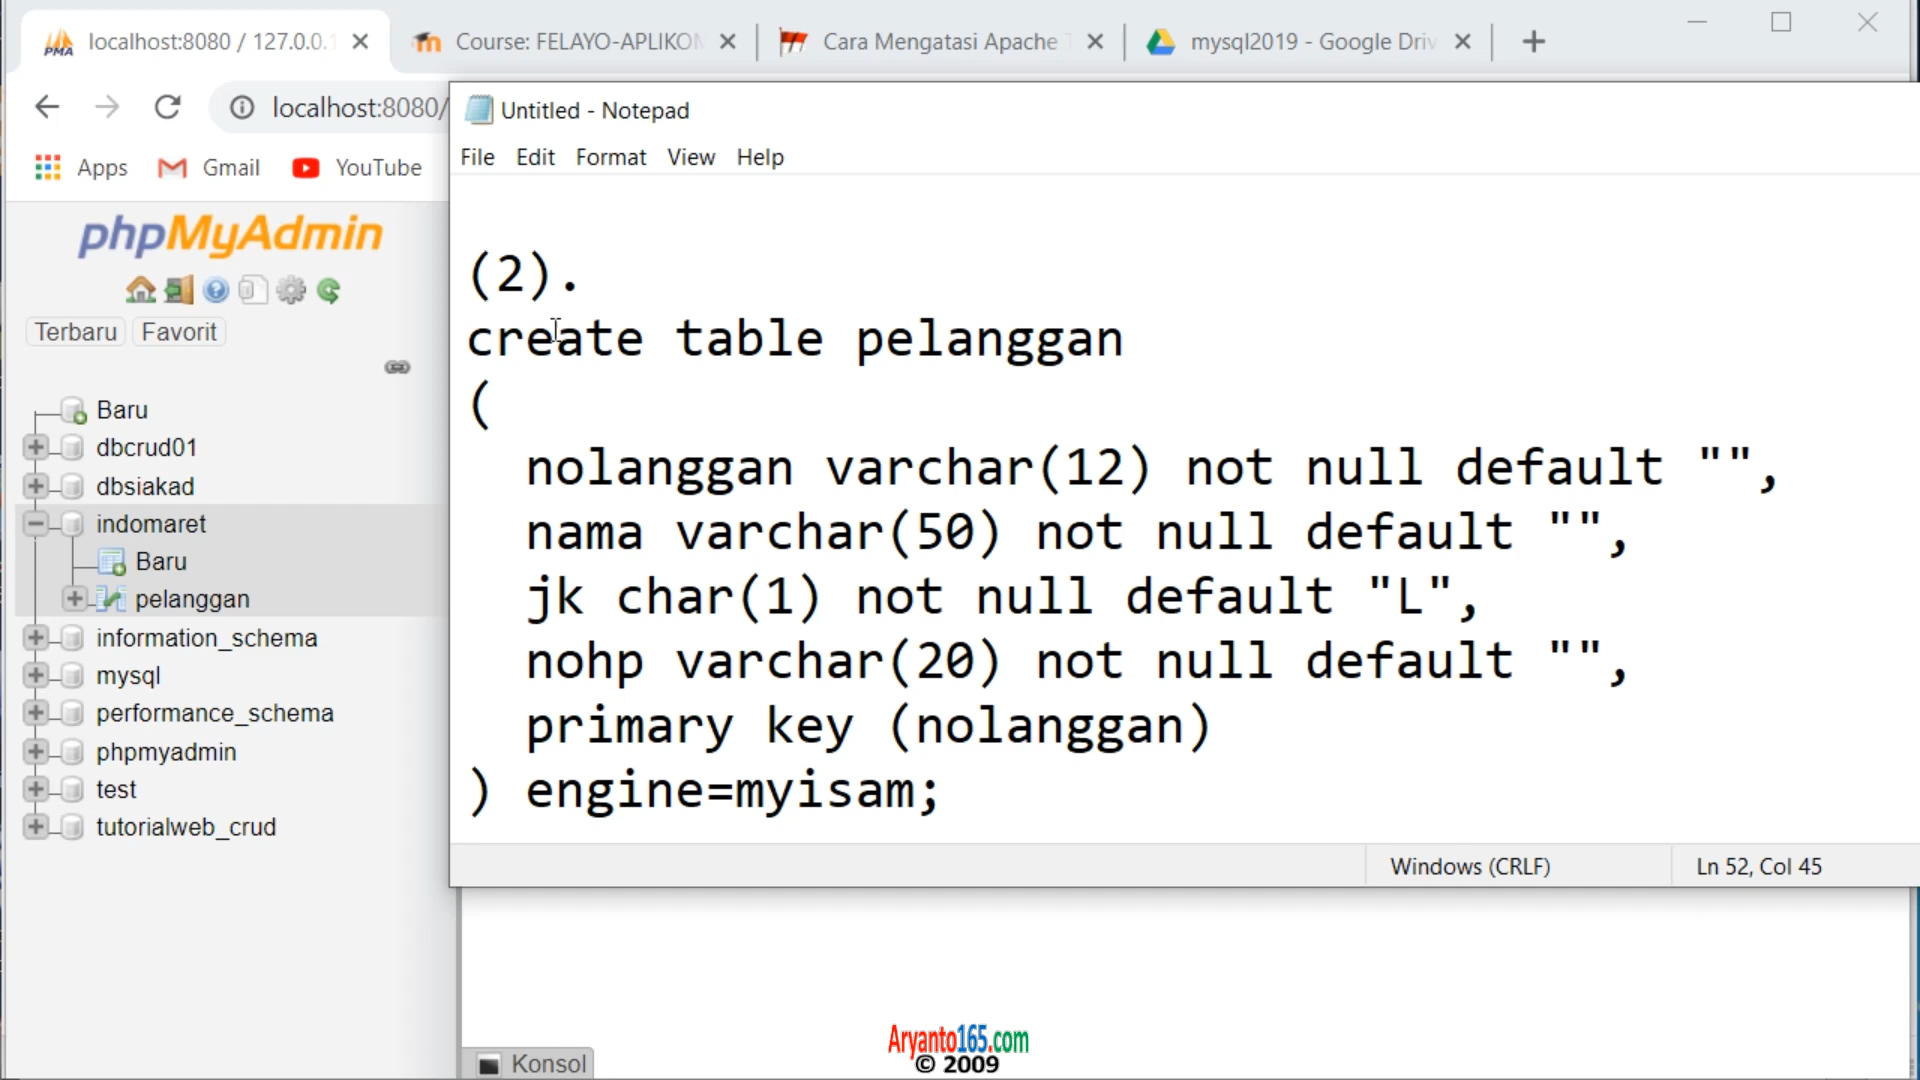 localhost:8080 / 127.0.0.1
Course: FELAYO-APLIKOM
Cara Mengatasi Apache T
mysql2019 - Google Driv
localhost:8080/
Apps
Gmail
YouTube
Untitled - Notepad
File Edit Format View Help
phpMyAdmin
Terbaru Favorit
Baru
dbcrud01
dbsiakad
indomaret
Baru
pelanggan
information_schema
mysql
performance_schema
phpmyadmin
test
tutorialweb_crud
(2).
create table pelanggan
(
nolanggan varchar(12) not null default "",
nama varchar(50) not null default "",
jk char(1) not null default "L",
nohp varchar(20) not null default "",
primary key (nolanggan)
) engine=myisam;
Windows (CRLF)
Ln 52, Col 45
Konsol
Aryanto165.com
© 2009